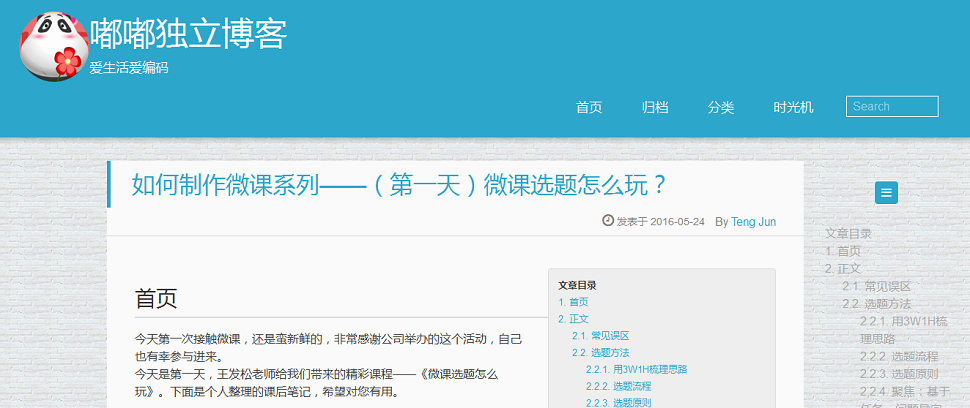 嘟嘟独立博客
爱生活爱编码
首页 归档 分类 时光机 Search
如何制作微课系列——（第一天）微课选题怎么玩？
发表于 2016-05-24 By Teng Jun
首页
今天第一次接触微课，还是蛮新鲜的，非常感谢公司举办的这个活动，自己
也有幸参与进来。
今天是第一天，王发松老师给我们带来的精彩课程——《微课选题怎么
玩》。下面是个人整理的课后笔记，希望对您有用。
文章目录
1. 首页
2. 正文
2.1. 常见误区
2.2. 选题方法
2.2.1. 用3W1H梳理思路
2.2.2. 选题流程
2.2.3. 选题原则
文章目录
1. 首页
2. 正文
2.1. 常见误区
2.2. 选题方法
2.2.1. 用3W1H梳
理思路
2.2.2. 选题流程
2.2.3. 选题原则
2.2.4. 聚焦：基于
任务、问题导向